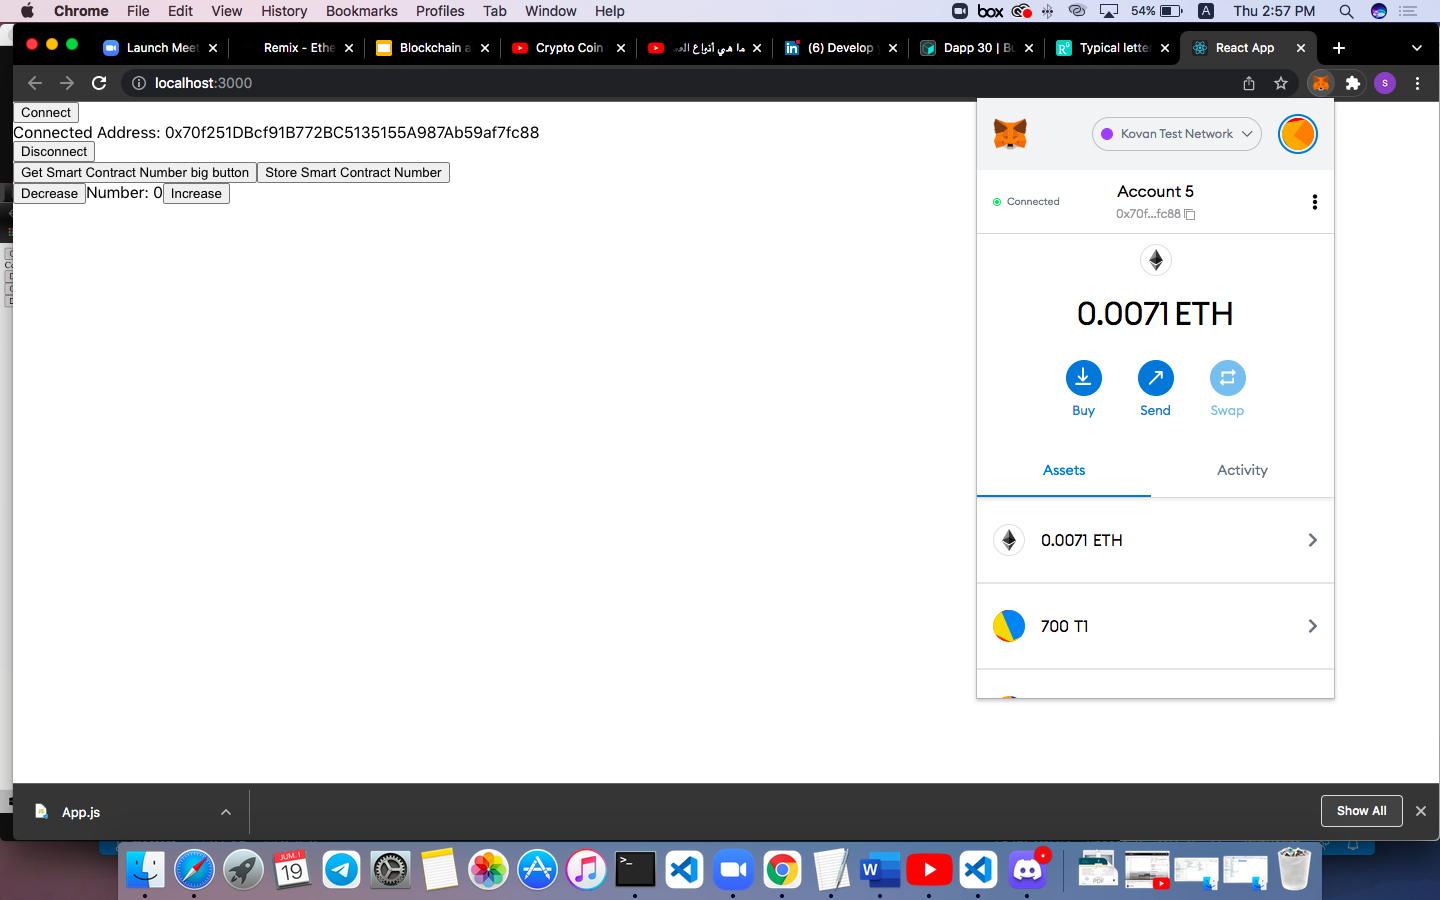 Chrome File Edit View History Bookmarks Profiles Tab Window Help box 54% A Thu 2:57 PM
Launch Meet Remix - Ethe Blockchain a Crypto Coin ما هي أنواع الع (6) Develop y Dapp 30 | Bu Typical letter React App
localhost:3000 S
Connect
Connected Address: 0x70f251DBcf91B772BC5135155A987Ab59af7fc88
Disconnect
Get Smart Contract Number big button Store Smart Contract Number
Decrease Number: 0 Increase
Kovan Test Network
Connected
Account 5
0x70f...fc88
0.0071 ETH
Buy Send Swap
Assets Activity
0.0071 ETH
700 T1
App.js
Show All
19